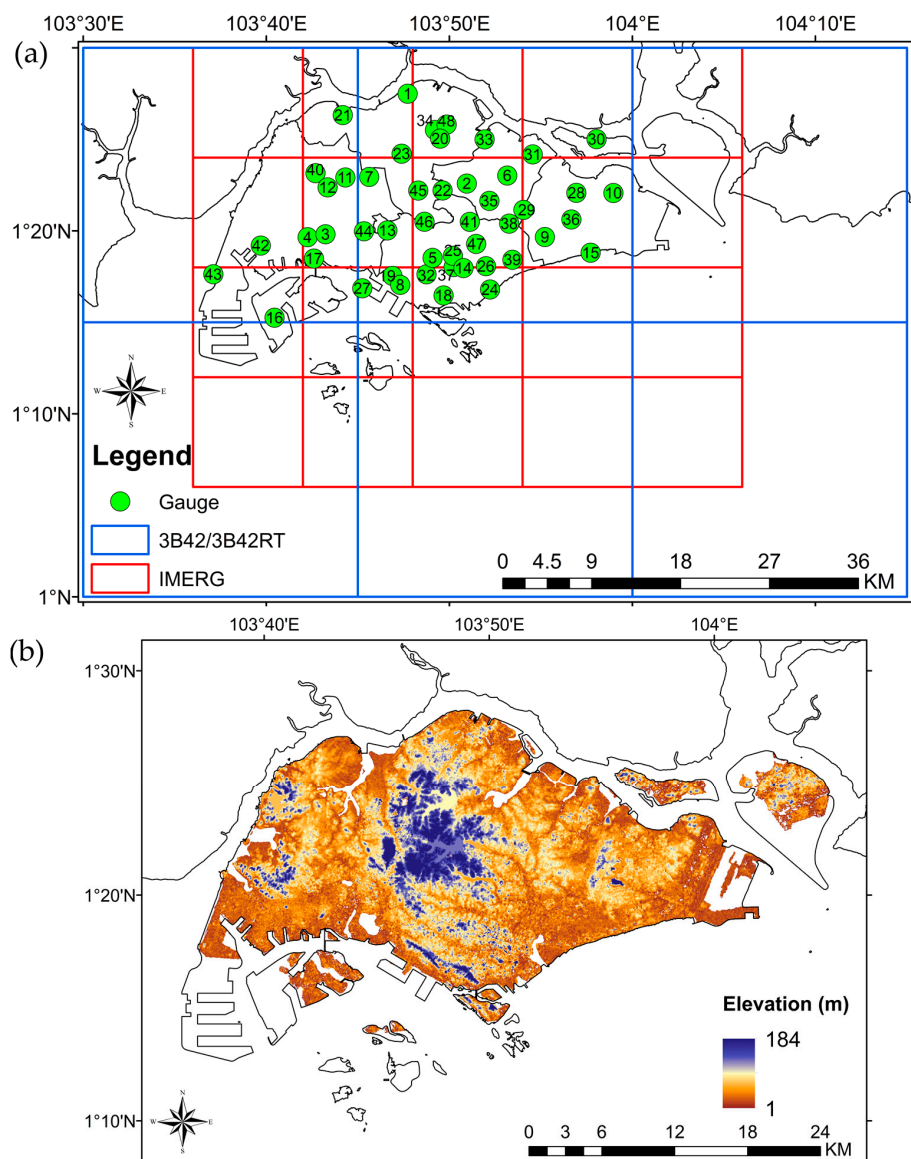 103°30'E 103°40'E 103°50'E 104°E 104°10'E
(a)
1
21
34 48
20
33
30
23
31
40
11
7
12
6
2
45
22
28
10
35
29
36
46
41
38
3
44
13
4
9
42
47
25
15
17
5
39
26
14
43
19
32
37
8
27
18
24
16
1°20'N
1°10'N
1°N
N
W E
S
Legend
Gauge
3B42/3B42RT
IMERG
0 4.5 9 18 27 36
KM
(b)
103°40'E 103°50'E 104°E
1°30'N
1°20'N
1°10'N
Elevation (m)
184
1
N
W E
S
0 3 6 12 18 24
KM